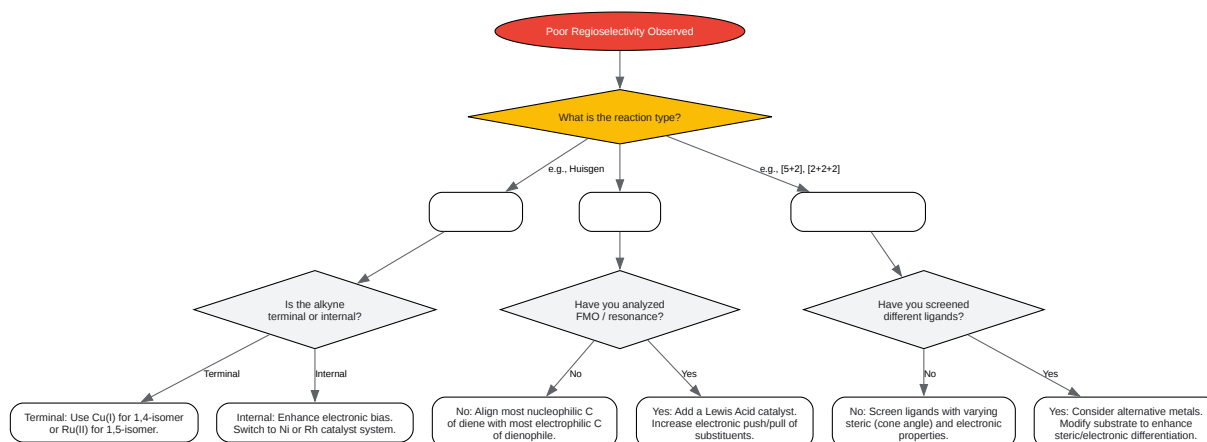 Poor Regioselectivity Observed
What is the reaction type?
e.g., Huisgen
e.g., [5+2], [2+2+2]
Is the alkyne
terminal or internal?
Have you analyzed
FMO / resonance?
Have you screened
different ligands?
Terminal
Internal
No
Yes
No
Yes
Terminal: Use Cu(I) for 1,4-isomer
or Ru(II) for 1,5-isomer.
Internal: Enhance electronic bias.
Switch to Ni or Rh catalyst system.
No: Align most nucleophilic C
of diene with most electrophilic C
of dienophile.
Yes: Add a Lewis Acid catalyst.
Increase electronic push/pull of
substituents.
No: Screen ligands with varying
steric (cone angle) and electronic
properties.
Yes: Consider alternative metals.
Modify substrate to enhance
steric/electronic differentiation.